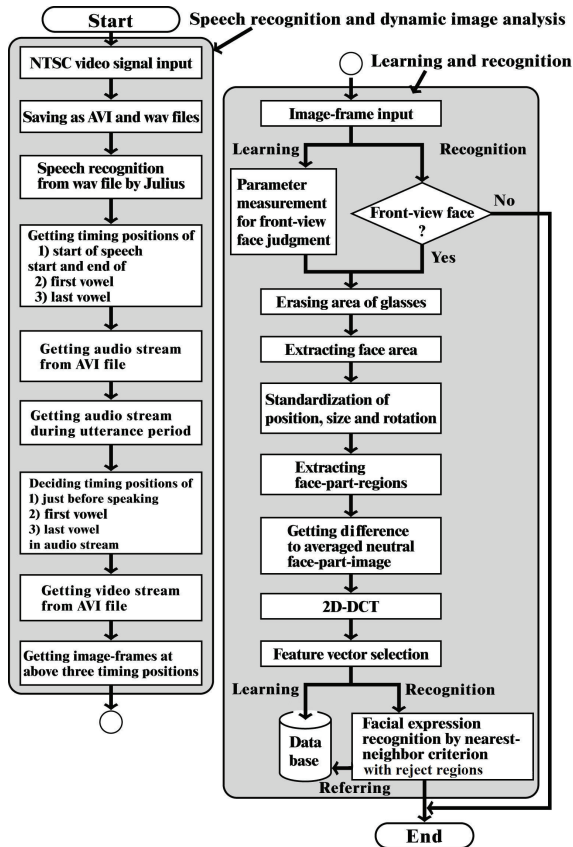 Start
Speech recognition and dynamic image analysis
NTSC video signal input
Saving as AVI and wav files
Speech recognition
from wav file by Julius
Getting timing positions of
1) start of speech
start and end of
2) first vowel
3) last vowel
Getting audio stream
from AVI file
Getting audio stream
during utterance period
Deciding timing positions of
1) just before speaking
2) first vowel
3) last vowel
in audio stream
Getting video stream
from AVI file
Getting image-frames at
above three timing positions
Learning and recognition
Image-frame input
Learning
Recognition
Parameter
measurement
for front-view
face judgment
Front-view face
?
No
Yes
Erasing area of glasses
Extracting face area
Standardization of
position, size and rotation
Extracting
face-part-regions
Getting difference
to averaged neutral
face-part-image
2D-DCT
Feature vector selection
Learning
Recognition
Data
base
Facial expression
recognition by nearest-
neighbor criterion
with reject regions
Referring
End